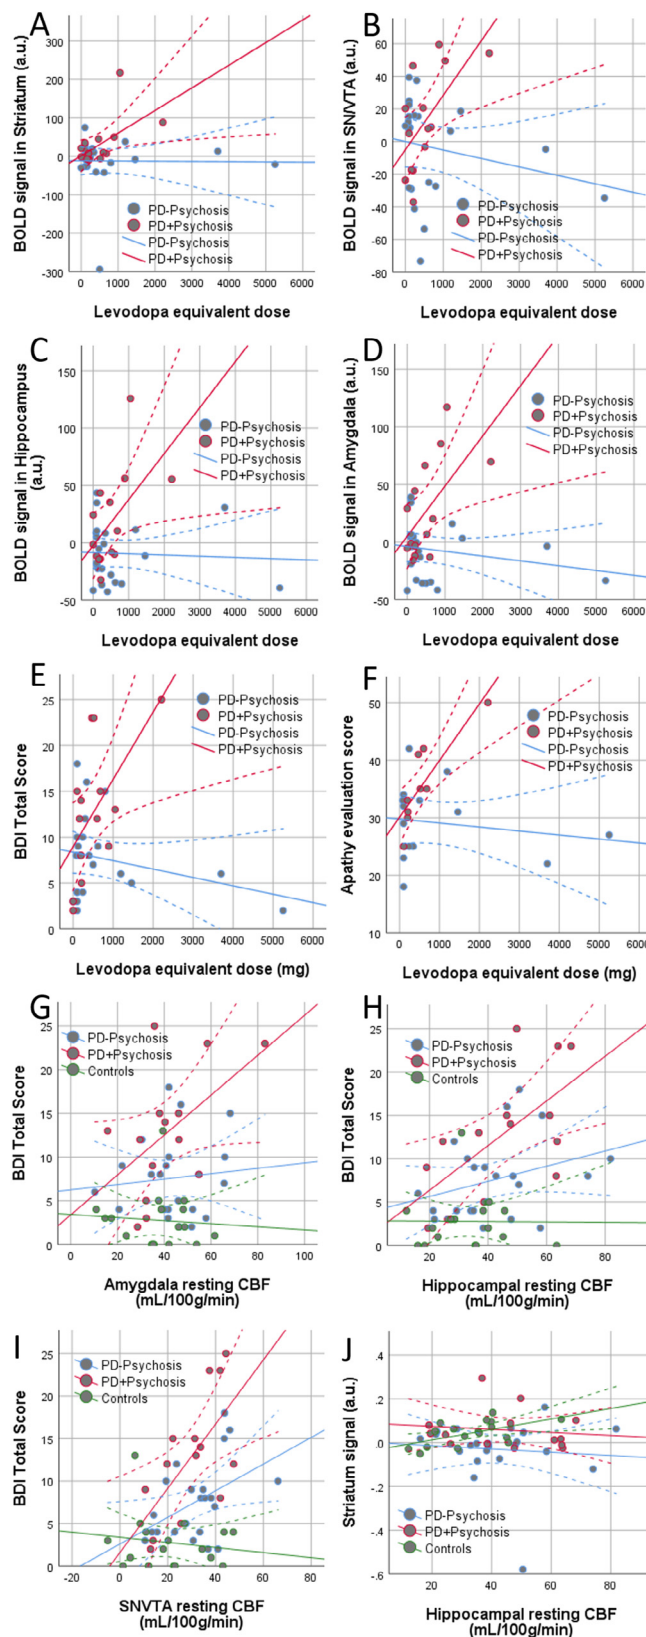 A
BOLD signal in Striatum (a.u.)
300
200
100
0
-100
-200
-300
PD-Psychosis
PD+Psychosis
PD-Psychosis
PD+Psychosis
0 1000 2000 3000 4000 5000 6000
Levodopa equivalent dose
B
BOLD signal in SN/VTA (a.u.)
60
40
20
0
-20
-40
-60
-80
PD-Psychosis
PD+Psychosis
PD-Psychosis
PD+Psychosis
0 1000 2000 3000 4000 5000 6000
Levodopa equivalent dose
C
BOLD signal in Hippocampus
(a.u.)
150
100
50
0
-50
PD-Psychosis
PD+Psychosis
PD-Psychosis
PD+Psychosis
0 1000 2000 3000 4000 5000 6000
Levodopa equivalent dose
D
BOLD signal in Amygdala (a.u.)
150
100
50
0
-50
PD-Psychosis
PD+Psychosis
PD-Psychosis
PD+Psychosis
0 1000 2000 3000 4000 5000 6000
Levodopa equivalent dose
E
BDI Total Score
25
20
15
10
5
0
PD-Psychosis
PD+Psychosis
PD-Psychosis
PD+Psychosis
0 1000 2000 3000 4000 5000 6000
Levodopa equivalent dose (mg)
F
Apathy evaluation score
50
40
30
20
10
PD-Psychosis
PD+Psychosis
PD-Psychosis
PD+Psychosis
0 1000 2000 3000 4000 5000 6000
Levodopa equivalent dose (mg)
G
BDI Total Score
25
20
15
10
5
0
PD-Psychosis
PD+Psychosis
Controls
0 20 40 60 80 100
Amygdala resting CBF
(mL/100g/min)
H
BDI Total Score
25
20
15
10
5
0
PD-Psychosis
PD+Psychosis
Controls
20 40 60 80
Hippocampal resting CBF
(mL/100g/min)
I
BDI Total Score
25
20
15
10
5
0
PD-Psychosis
PD+Psychosis
Controls
-20 0 20 40 60 80
SNVTA resting CBF
(mL/100g/min)
J
Striatum signal (a.u.)
.4
.2
.0
-.2
-.4
-.6
PD-Psychosis
PD+Psychosis
Controls
20 40 60 80
Hippocampal resting CBF
(mL/100g/min)